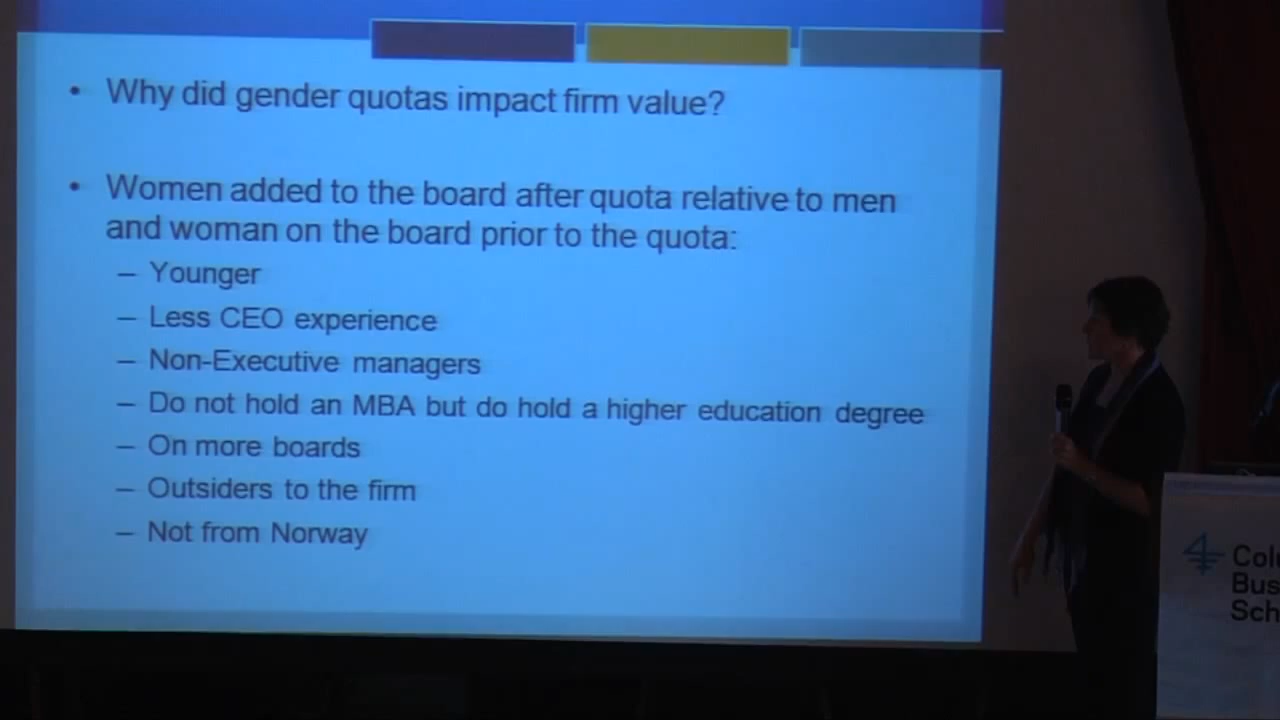 • Why did gender quotas impact firm value?
• Women added to the board after quota relative to men
and woman on the board prior to the quota:
– Younger
– Less CEO experience
– Non-Executive managers
– Do not hold an MBA but do hold a higher education degree
– On more boards
– Outsiders to the firm
– Not from Norway
Col
Bus
Sch